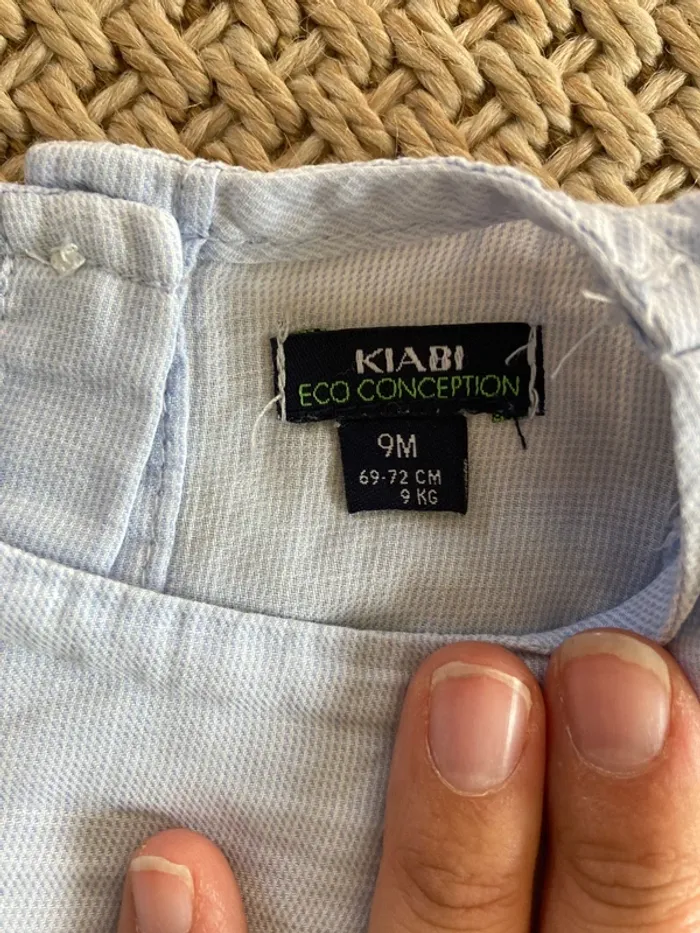 KIABI
ECO CONCEPTION
9M
69-72 CM
9 KG